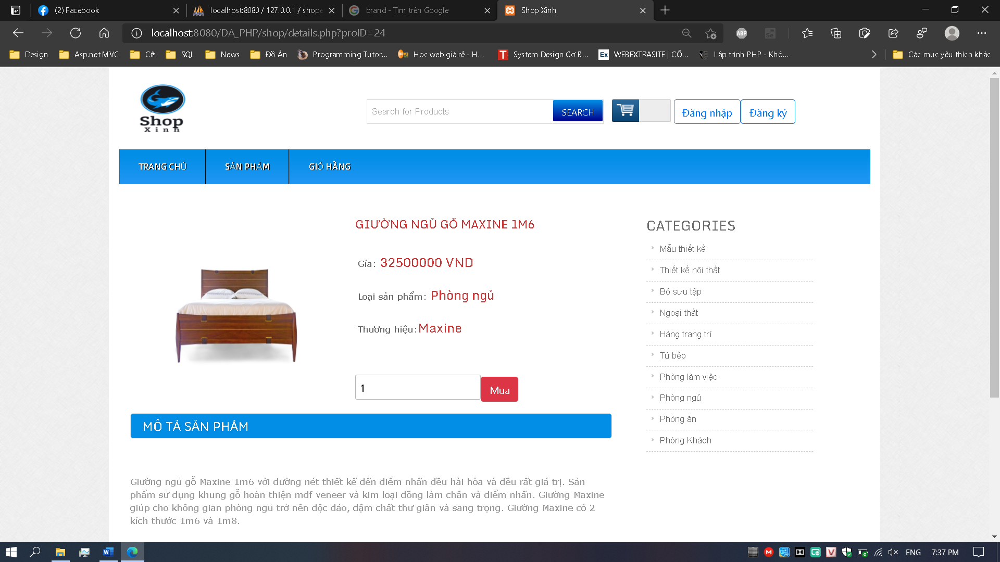 (2) Facebook
localhost:8080 / 127.0.0.1 / shope
brand - Tìm trên Google
Shop Xinh
localhost:8080/DA_PHP/shop/details.php?proID=24
ABP
Se
Design
Asp.net MVC
C#
SQL
News
Đồ Án
Programming Tutor...
Học web giá rẻ - H...
T
System Design Cơ B...
Ex
WEBEXTRASITE | CÔ...
Lập trình PHP - Khó...
Các mục yêu thích khác
Shop
Xinh
Search for Products
SEARCH
Đăng nhập
Đăng ký
TRANG CHỦ
SẢN PHẨM
GIỎ HÀNG
GIƯỜNG NGỦ GỖ MAXINE 1M6
Gía: 32500000 VND
Loại sản phẩm: Phòng ngủ
Thương hiệu:Maxine
1
Mua
CATEGORIES
Mẫu thiết kế
Thiết kế nội thất
Bộ sưu tập
Ngoại thất
Hàng trang trí
Tủ bếp
Phòng làm việc
Phòng ngủ
Phòng ăn
Phòng Khách
MÔ TẢ SẢN PHẨM
Giường ngủ gỗ Maxine 1m6 với đường nét thiết kế đến điểm nhấn đều hài hòa và đều rất giá trị. Sản
phẩm sử dụng khung gỗ hoàn thiện mdf veneer và kim loại đồng làm chân và điểm nhấn. Giường Maxine
giúp cho không gian phòng ngủ trở nên độc đáo, đậm chất thư giãn và sang trọng. Giường Maxine có 2
kích thước 1m6 và 1m8.
ENG
7:37 PM